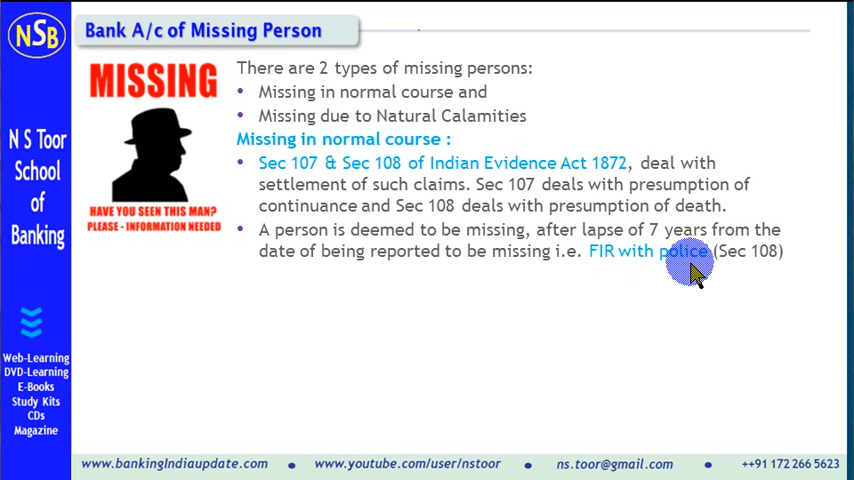 NSB
Bank A/c of Missing Person
N S Toor
School
of
Banking
Web-Learning
DVD-Learning
E-Books
Study Kits
CDs
Magazine
MISSING
HAVE YOU SEEN THIS MAN?
PLEASE - INFORMATION NEEDED
There are 2 types of missing persons:
• Missing in normal course and
• Missing due to Natural Calamities
Missing in normal course :
• Sec 107 & Sec 108 of Indian Evidence Act 1872, deal with
settlement of such claims. Sec 107 deals with presumption of
continuance and Sec 108 deals with presumption of death.
• A person is deemed to be missing, after lapse of 7 years from the
date of being reported to be missing i.e. FIR with police (Sec 108)
www.bankingIndiaupdate.com • www.youtube.com/user/nstoor • ns.toor@gmail.com • ++91 172 266 5623